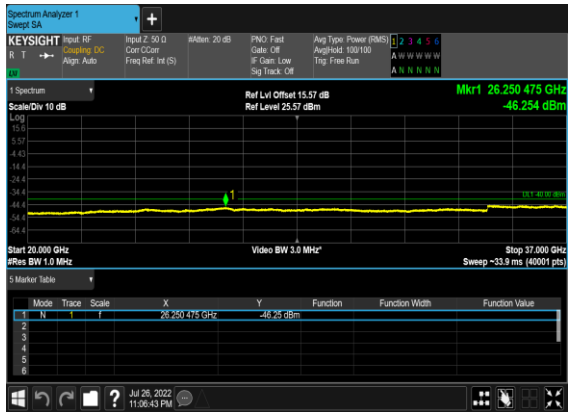 Spectrum Analyzer 1
Swept SA
KEYSIGHT Input: RF Input Z: 50 Ω #Atten: 20 dB PNO: Fast Avg Type: Power (RMS) 1 2 3 4 5 6
R T Coupling: DC Corr CCorr Gate: Off Avg|Hold: 100/100 A W W W W W
Align: Auto Freq Ref: Int (S) IF Gain: Low Trig: Free Run
Sig Track: Off A N N N N N
1 Spectrum
Ref Lvl Offset 15.57 dB Mkr1 26.250 475 GHz
Scale/Div 10 dB Ref Level 25.57 dBm -46.254 dBm
Log
15.6
5.57
-4.43
-14.4
-24.4
-34.4
1
DL1 -40.00 dBm
-44.4
-54.4
-64.4
Start 20.000 GHz Video BW 3.0 MHz* Stop 37.000 GHz
#Res BW 1.0 MHz Sweep ~33.9 ms (40001 pts)
5 Marker Table
Mode Trace Scale X Y Function Function Width Function Value
1 N 1 f 26.250 475 GHz -46.25 dBm
2
3
4
5
6
? Jul 26, 2022
11:06:43 PM